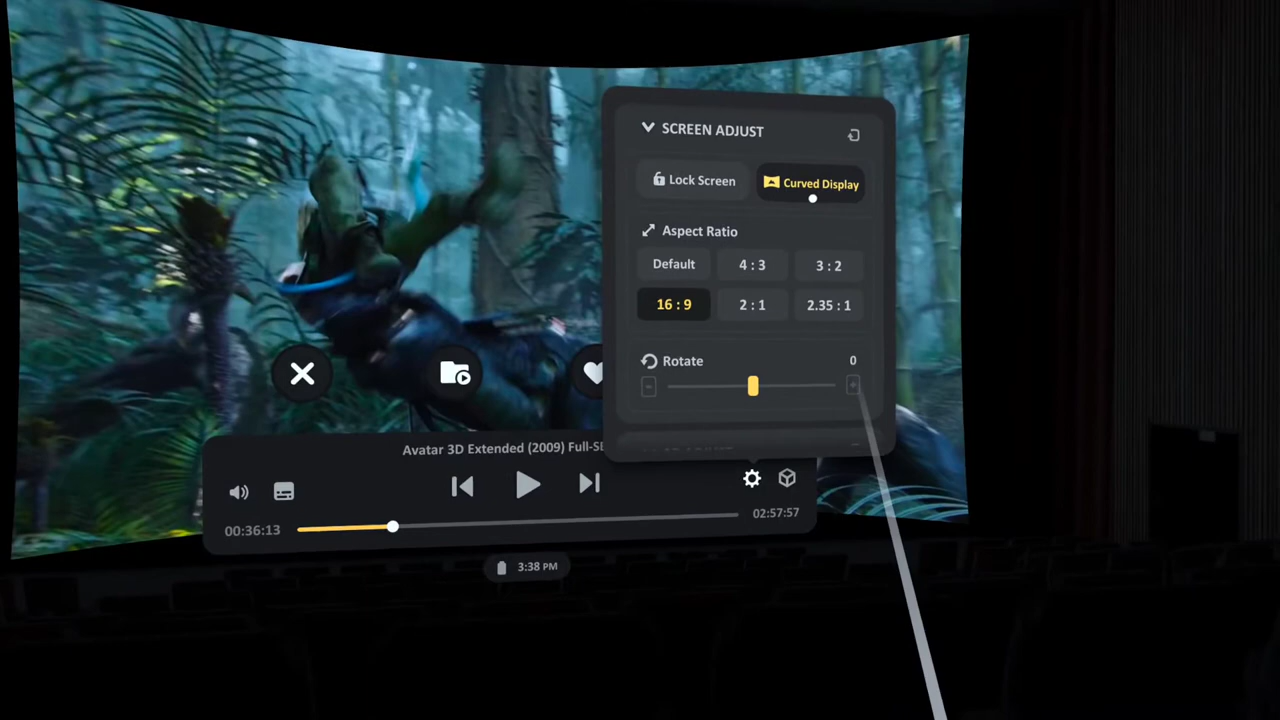 SCREEN ADJUST
Lock Screen
Curved Display
Aspect Ratio
Default
4 : 3
3 : 2
16 : 9
2 : 1
2.35 : 1
Rotate
0
Avatar 3D Extended (2009) Full-S
00:36:13
02:57:57
3:38 PM